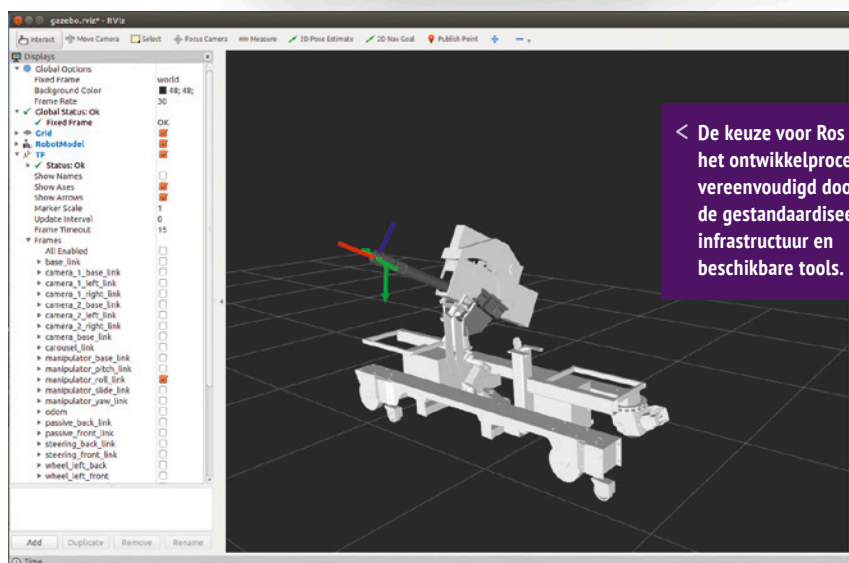 gazebo.rviz* - RViz
Interact Move Camera Select Focus Camera Measure 2D Pose Estimate 2D Nav Goal Publish Point
Displays
Global Options
Fixed Frame world
Background Color 48; 48;
Frame Rate 30
Global Status: Ok
Fixed Frame OK
Grid
RobotModel
TF
Status: Ok
Show Names
Show Axes
Show Arrows
Marker Scale 1
Update Interval 0
Frame Timeout 15
Frames
All Enabled
base_link
camera_1_base_link
camera_1_left_link
camera_1_right_link
camera_2_base_link
camera_2_left_link
camera_2_right_link
camera_base_link
carousel_link
manipulator_base_link
manipulator_pitch_link
manipulator_roll_link
manipulator_slide_link
manipulator_yaw_link
odom
passive_back_link
passive_front_link
steering_back_link
steering_front_link
wheel_left_back
wheel_left_front
Add Duplicate Remove Rename
Time
< De keuze voor Ros
het ontwikkelproce
vereenvoudigd doo
de gestandaardisee
infrastructuur en
beschikbare tools.